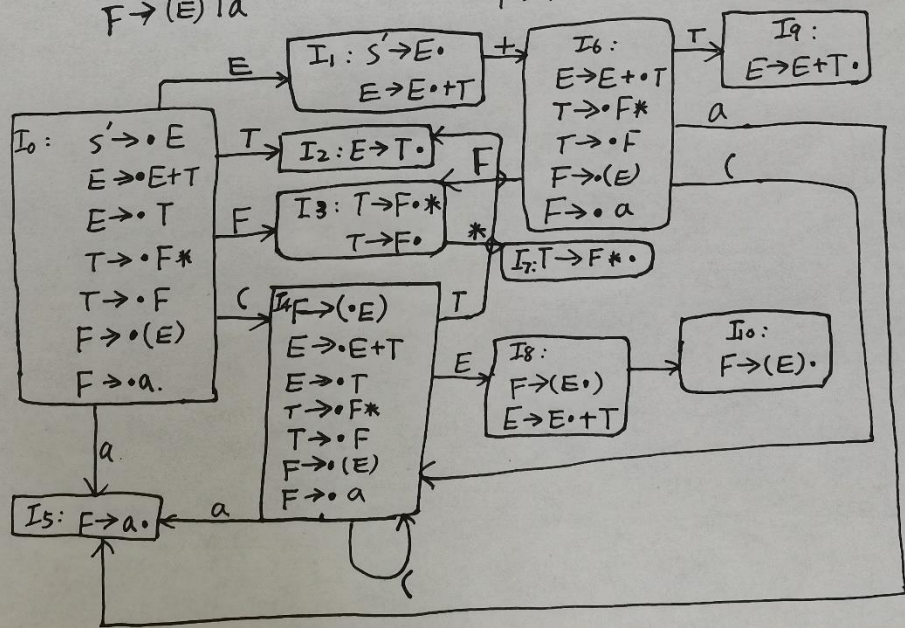 F→(E)|a
I0: S'→·E
E→·E+T
E→·T
T→·F*
T→·F
F→·(E)
F→·a.
E
I1: S'→E·
E→E·+T
+
I6:
E→E+·T
T→·F*
T→·F
F→·(E)
F→·a
T
I9:
E→E+T·
a
(
T
I2: E→T·
F
F
I3: T→F·*
T→F·
*
I7: T→F*·
(
I4 F→(·E)
E→·E+T
E→·T
T→·F*
T→·F
F→·(E)
F→·a
T
E
I8:
F→(E·)
E→E·+T
I10:
F→(E)·
a
I5: F→a·
a
(